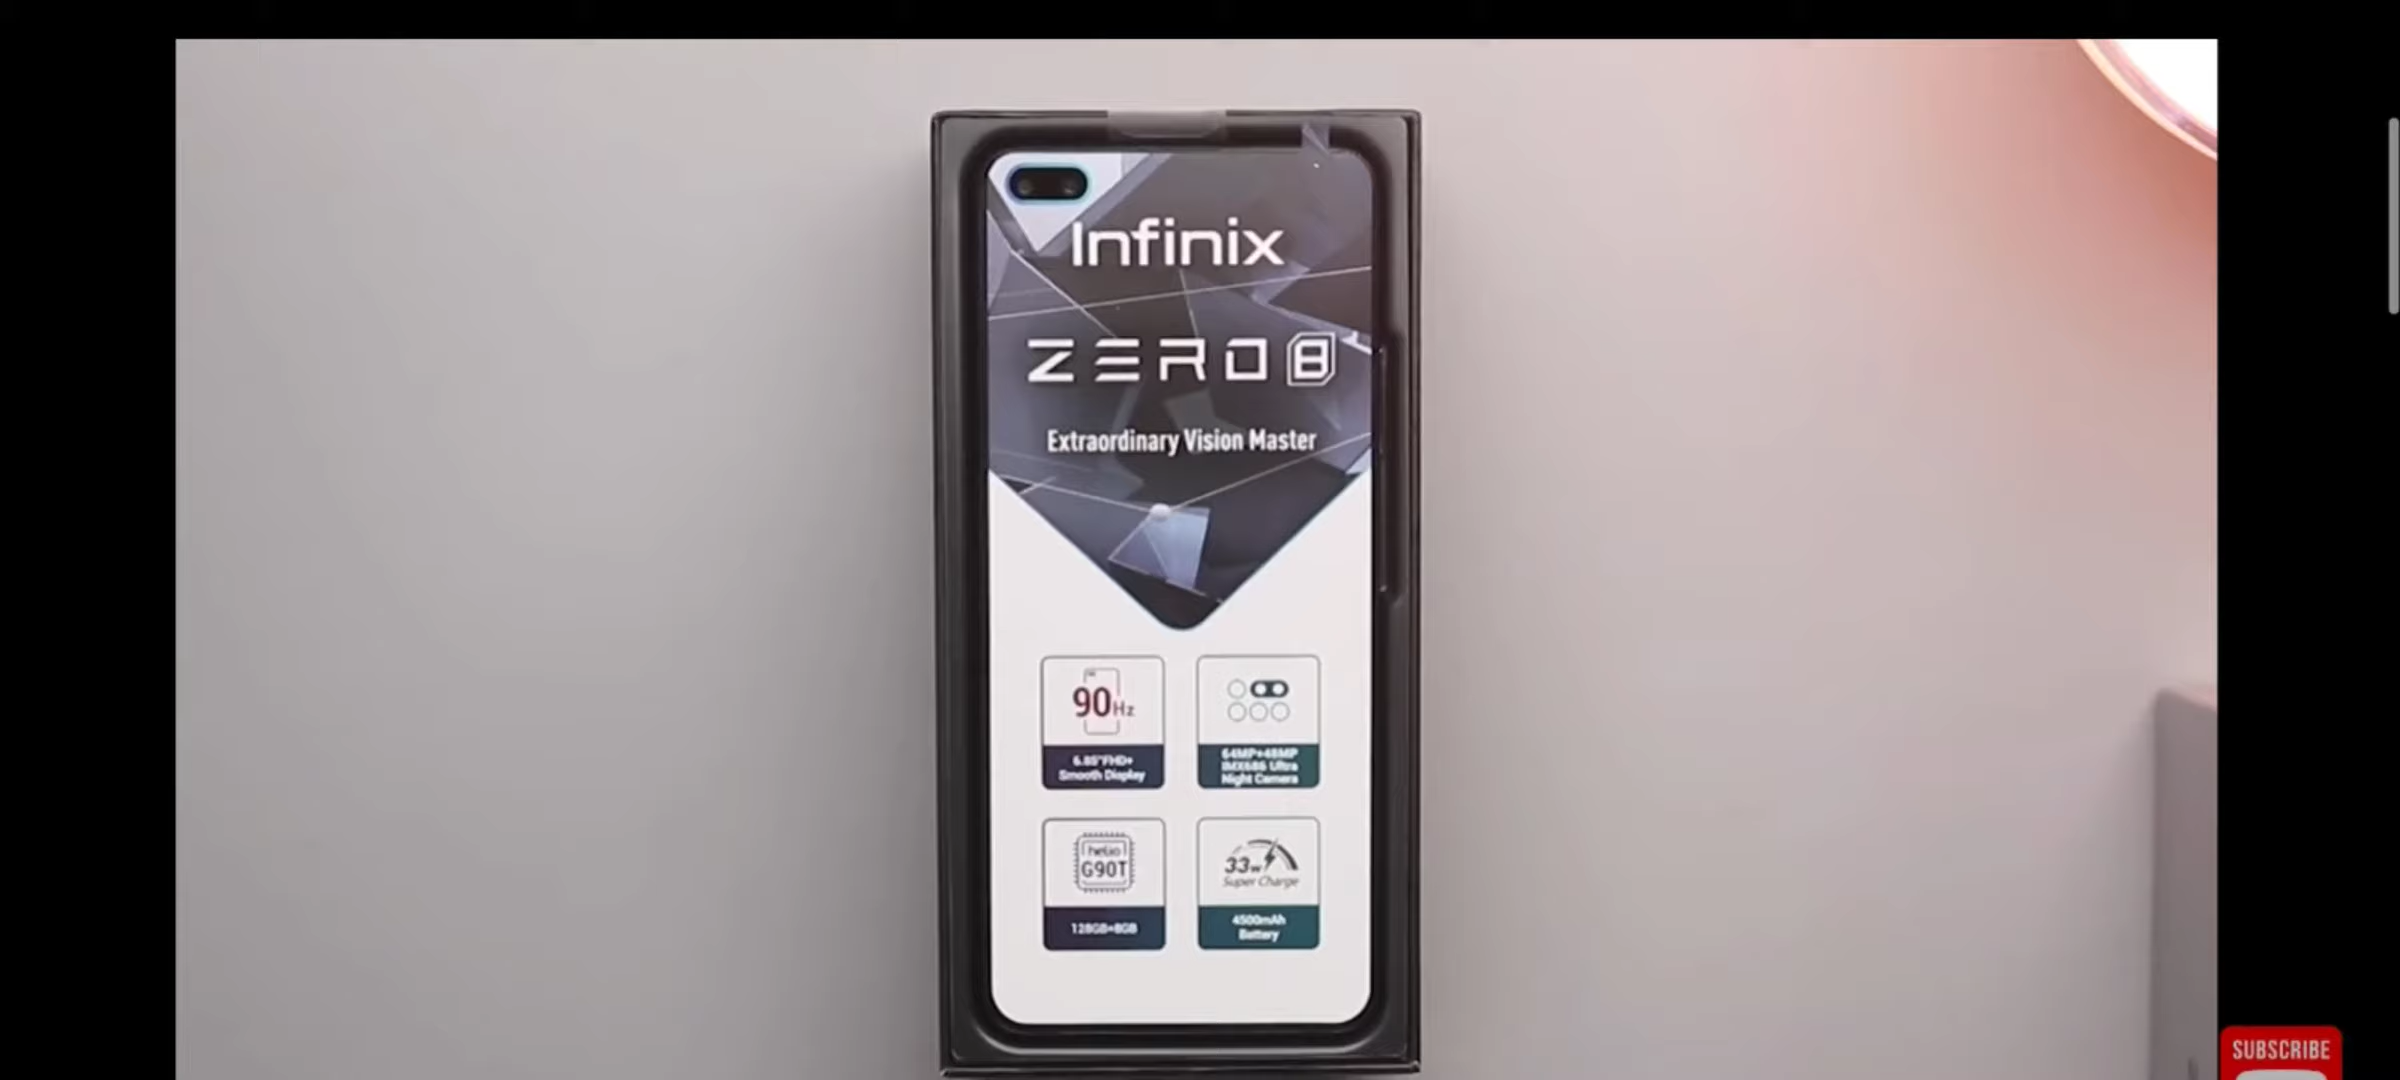 Infinix
ZERO 8
Extraordinary Vision Master
90Hz
6.85"FHD+
Smooth Display
64MP+48MP
IMX686 Ultra
Night Camera
helio
G90T
128GB+8GB
33W
Super Charge
4500mAh
Battery
SUBSCRIBE